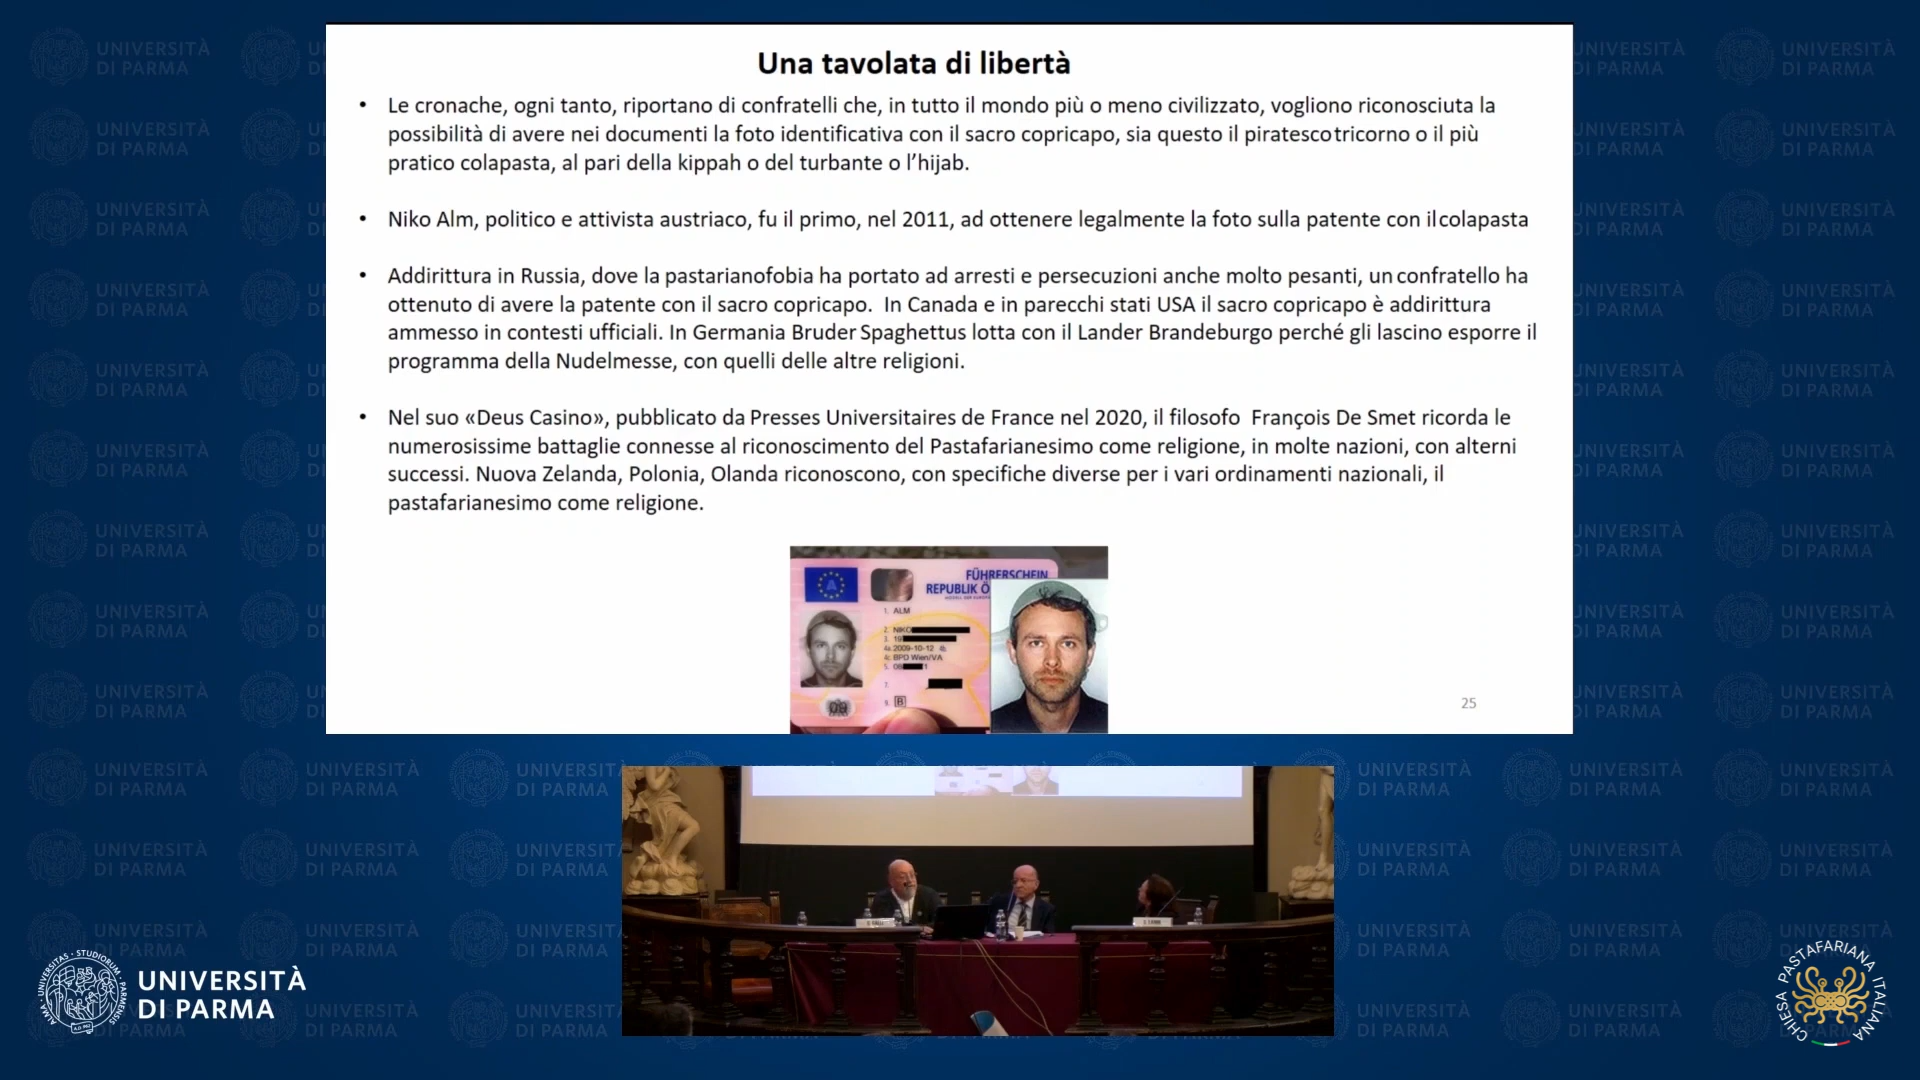 Una tavolata di libertà
• Le cronache, ogni tanto, riportano di confratelli che, in tutto il mondo più o meno civilizzato, vogliono riconosciuta la
possibilità di avere nei documenti la foto identificativa con il sacro copricapo, sia questo il piratesco tricorno o il più
pratico colapasta, al pari della kippah o del turbante o l'hijab.
• Niko Alm, politico e attivista austriaco, fu il primo, nel 2011, ad ottenere legalmente la foto sulla patente con il colapasta
• Addirittura in Russia, dove la pastarianofobia ha portato ad arresti e persecuzioni anche molto pesanti, un confratello ha
ottenuto di avere la patente con il sacro copricapo. In Canada e in parecchi stati USA il sacro copricapo è addirittura
ammesso in contesti ufficiali. In Germania Bruder Spaghettus lotta con il Lander Brandeburgo perché gli lascino esporre il
programma della Nudelmesse, con quelli delle altre religioni.
• Nel suo «Deus Casino», pubblicato da Presses Universitaires de France nel 2020, il filosofo François De Smet ricorda le
numerosissime battaglie connesse al riconoscimento del Pastafarianesimo come religione, in molte nazioni, con alterni
successi. Nuova Zelanda, Polonia, Olanda riconoscono, con specifiche diverse per i vari ordinamenti nazionali, il
pastafarianesimo come religione.
A
FÜHRERSCHEIN
REPUBLIK Ö
1. ALM
2. NIKO
3. 19
4a. 2009-10-12 4b.
4c. BPD Wien/VA
5. 09 1
7.
9. B
25
UNIVERSITÀ
DI PARMA
CHIESA PASTAFARIANA ITALIANA